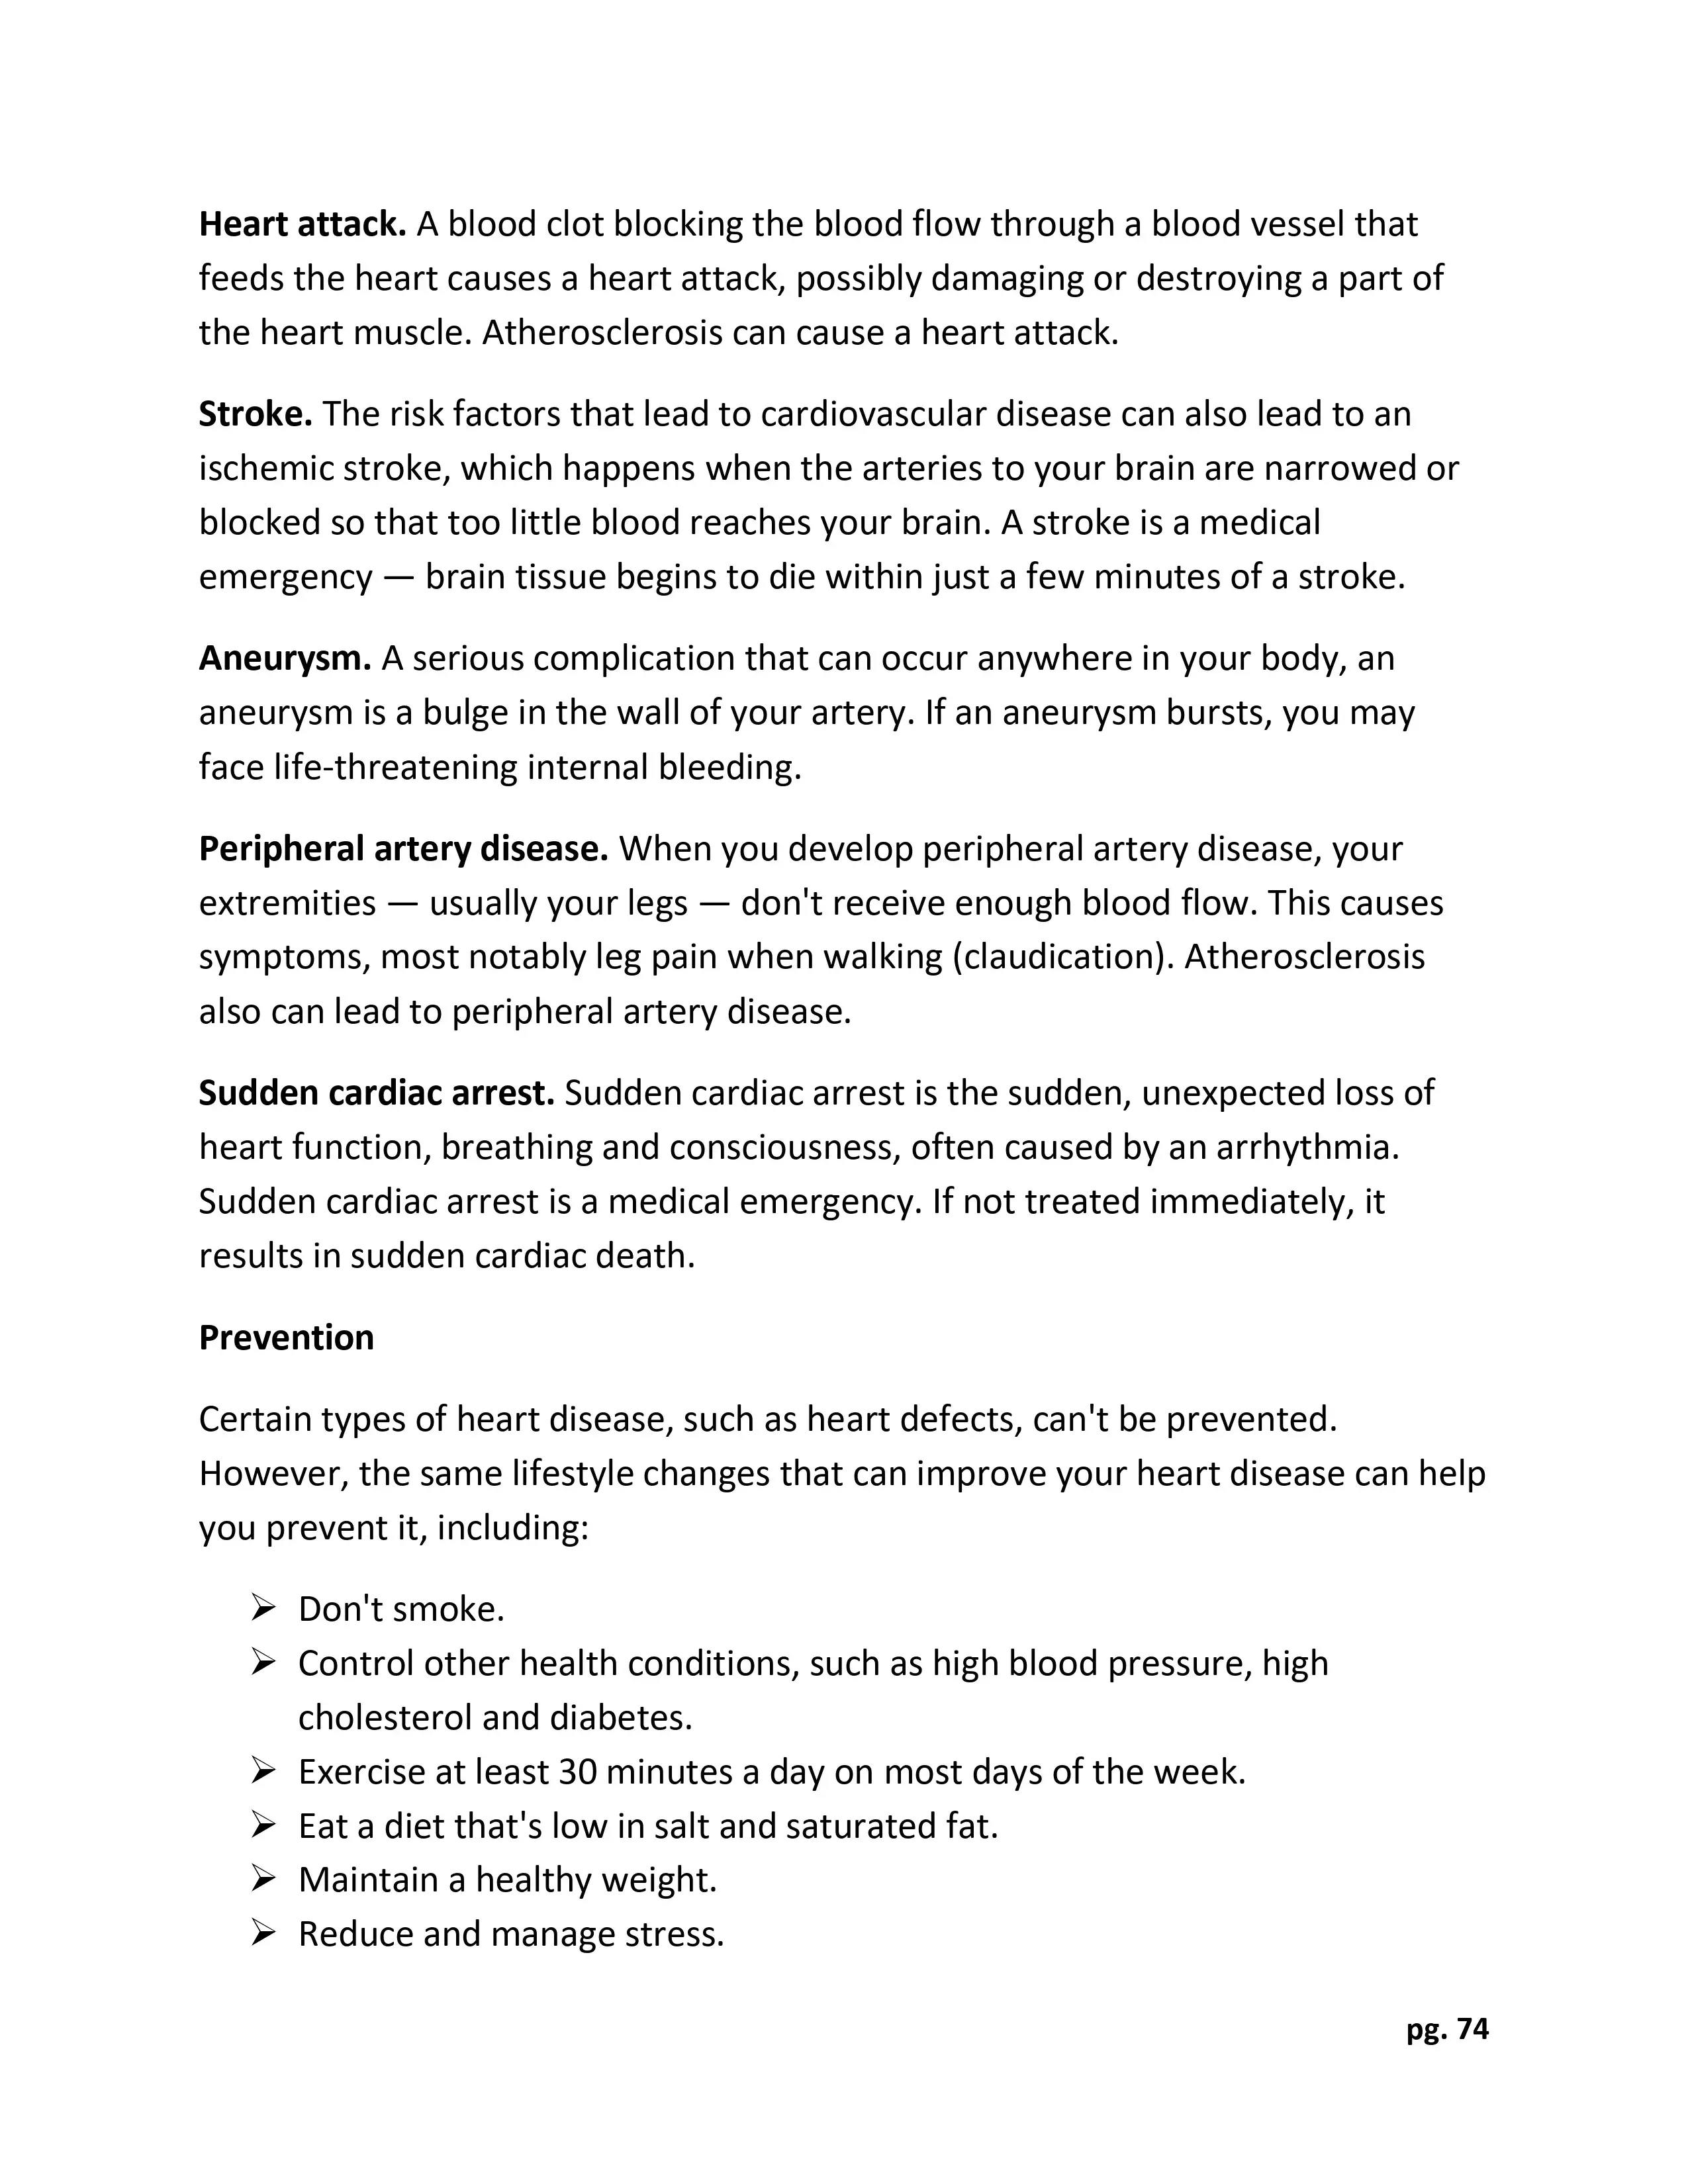 Heart attack. A blood clot blocking the blood flow through a blood vessel that
feeds the heart causes a heart attack, possibly damaging or destroying a part of
the heart muscle. Atherosclerosis can cause a heart attack.
Stroke. The risk factors that lead to cardiovascular disease can also lead to an
ischemic stroke, which happens when the arteries to your brain are narrowed or
blocked so that too little blood reaches your brain. A stroke is a medical
emergency — brain tissue begins to die within just a few minutes of a stroke.
Aneurysm. A serious complication that can occur anywhere in your body, an
aneurysm is a bulge in the wall of your artery. If an aneurysm bursts, you may
face life-threatening internal bleeding.
Peripheral artery disease. When you develop peripheral artery disease, your
extremities — usually your legs — don't receive enough blood flow. This causes
symptoms, most notably leg pain when walking (claudication). Atherosclerosis
also can lead to peripheral artery disease.
Sudden cardiac arrest. Sudden cardiac arrest is the sudden, unexpected loss of
heart function, breathing and consciousness, often caused by an arrhythmia.
Sudden cardiac arrest is a medical emergency. If not treated immediately, it
results in sudden cardiac death.
Prevention
Certain types of heart disease, such as heart defects, can't be prevented.
However, the same lifestyle changes that can improve your heart disease can help
you prevent it, including:
➢ Don't smoke.
➢ Control other health conditions, such as high blood pressure, high
cholesterol and diabetes.
➢ Exercise at least 30 minutes a day on most days of the week.
➢ Eat a diet that's low in salt and saturated fat.
➢ Maintain a healthy weight.
➢ Reduce and manage stress.
pg. 74